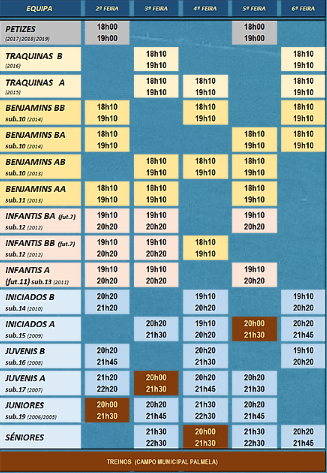 EQUIPA 2ª FEIRA 3ª FEIRA 4ª FEIRA 5ª FEIRA 6ª FEIRA
PETIZES 18h00 18h00
(2017/2018/2019) 19h00 19h00
TRAQUINAS B 18h10 18h10
(2016) 19h10 19h10
TRAQUINAS A 18h10 18h10 18h10
(2015) 19h10 19h10 19h10
BENJAMINS BB 18h10 18h10 18h10
sub.10 (2014) 19h10 19h10 19h10
BENJAMINS BA 18h10 18h10 18h10
sub.10 (2014) 19h10 19h10 19h10
BENJAMINS AB 18h10 18h10 18h10
sub.10 (2013) 19h10 19h10 19h10
BENJAMINS AA 18h10 18h10 18h10
sub.11 (2013) 19h10 19h10 19h10
INFANTIS BA (fut.7) 19h10 19h10 19h10
sub.12 (2012) 20h20 20h20 20h20
INFANTIS BB (fut.7) 19h10 19h10 18h10
sub.12 (2012) 20h20 20h20 19h10
INFANTIS A 19h10 19h10 19h10
(fut.11) sub.13 (2011) 20h20 20h20 20h20
INICIADOS B 20h20 19h10 19h10
sub.14 (2010) 21h20 20h20 20h20
INICIADOS A 20h20 19h10 20h00 19h10
sub.15 (2009) 21h30 20h20 21h30 20h20
JUVENIS B 20h20 20h20 19h10
sub.16 (2008) 21h45 21h30 20h20
JUVENIS A 21h20 20h00 20h20 20h20
sub.17 (2007) 22h20 21h30 21h30 21h30
JUNIORES 20h00 20h20 21h30 20h20
sub.19 (2006/2005) 21h30 21h45 22h30 21h45
SÉNIORES 21h30 20h00 21h30 20h20
22h30 21h30 22h30 21h45
TREINOS (CAMPO MUNICIPAL PALMELA)